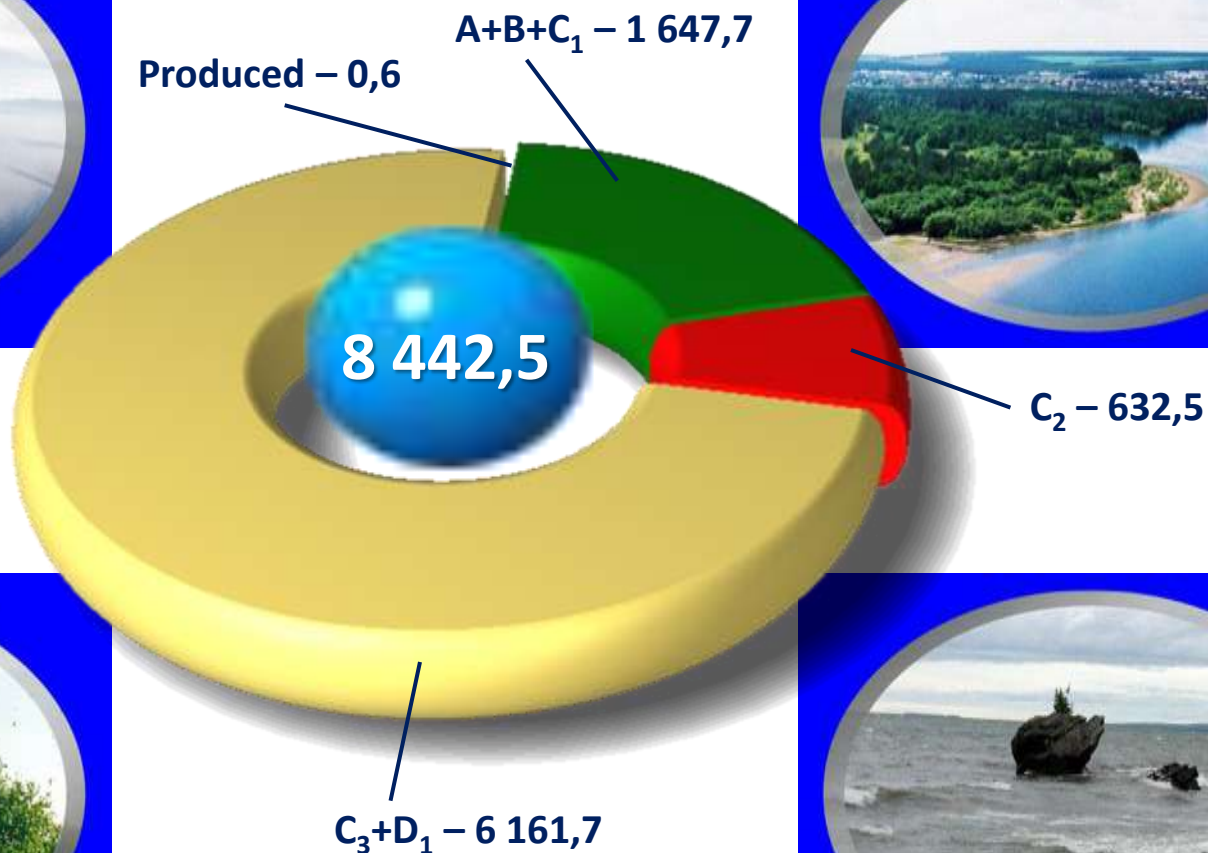 A+B+C₁ – 1 647,7
Produced – 0,6
8 442,5
C₂ – 632,5
C₃+D₁ – 6 161,7